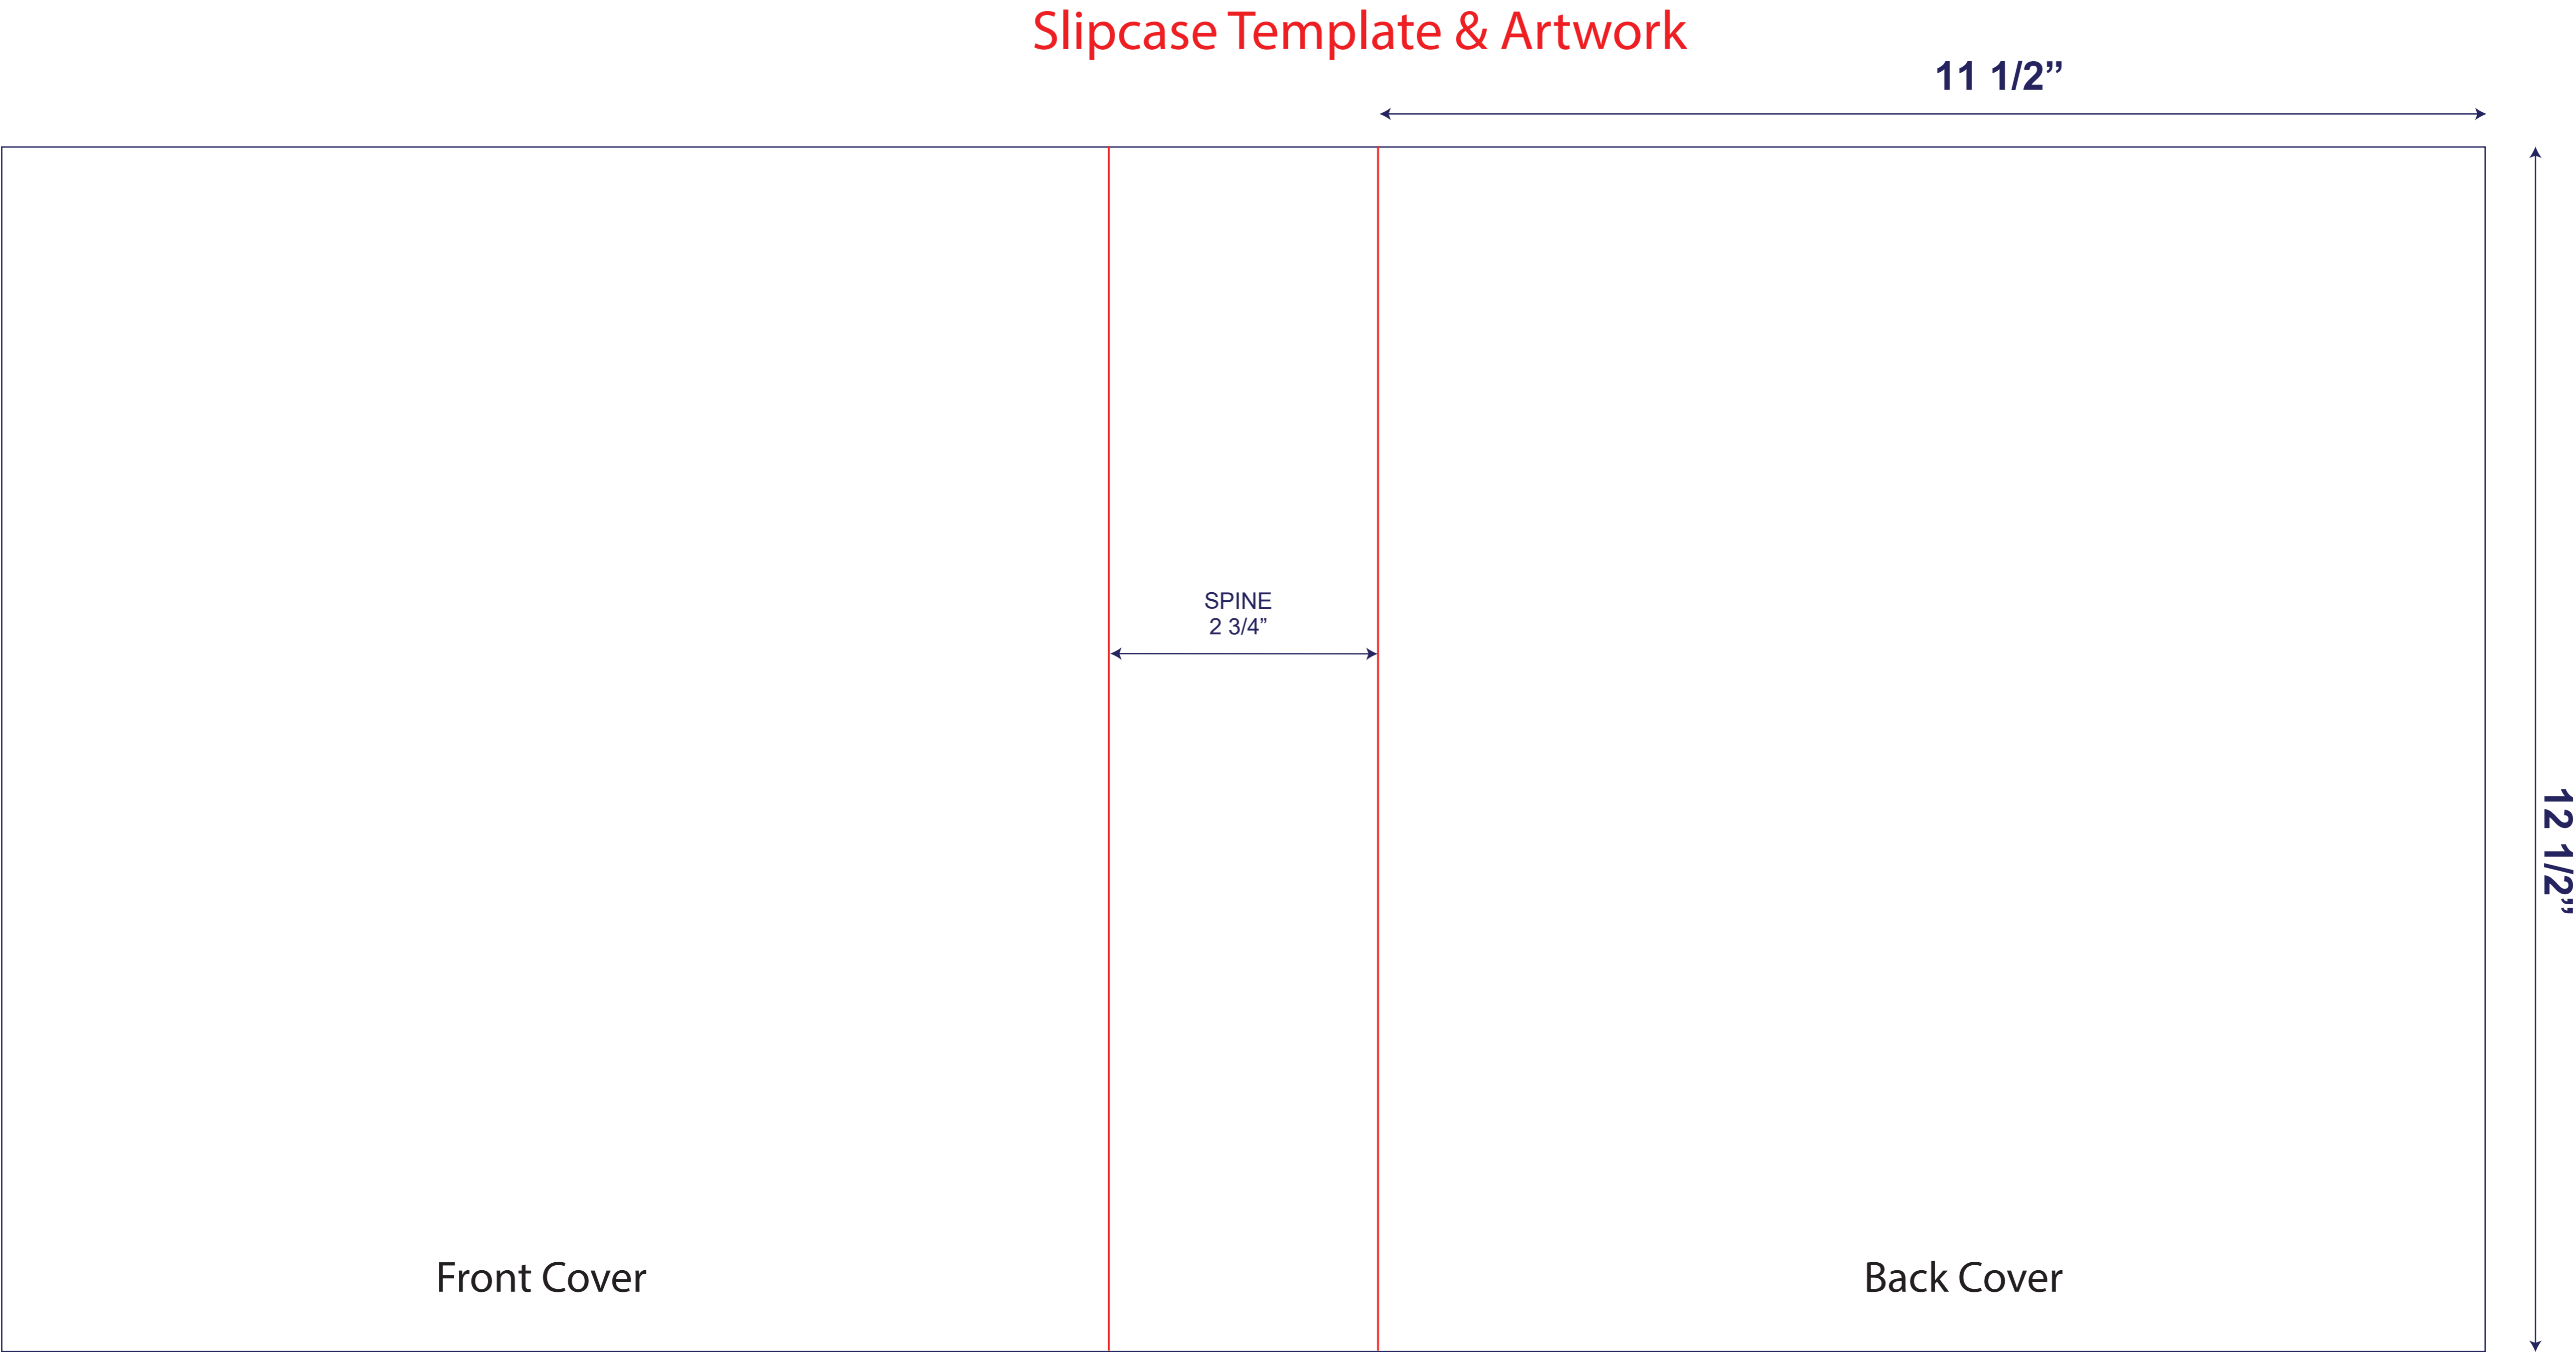 Slipcase Template & Artwork
11 1/2”
SPINE
2 3/4”
12 1/2”
Front Cover
Back Cover